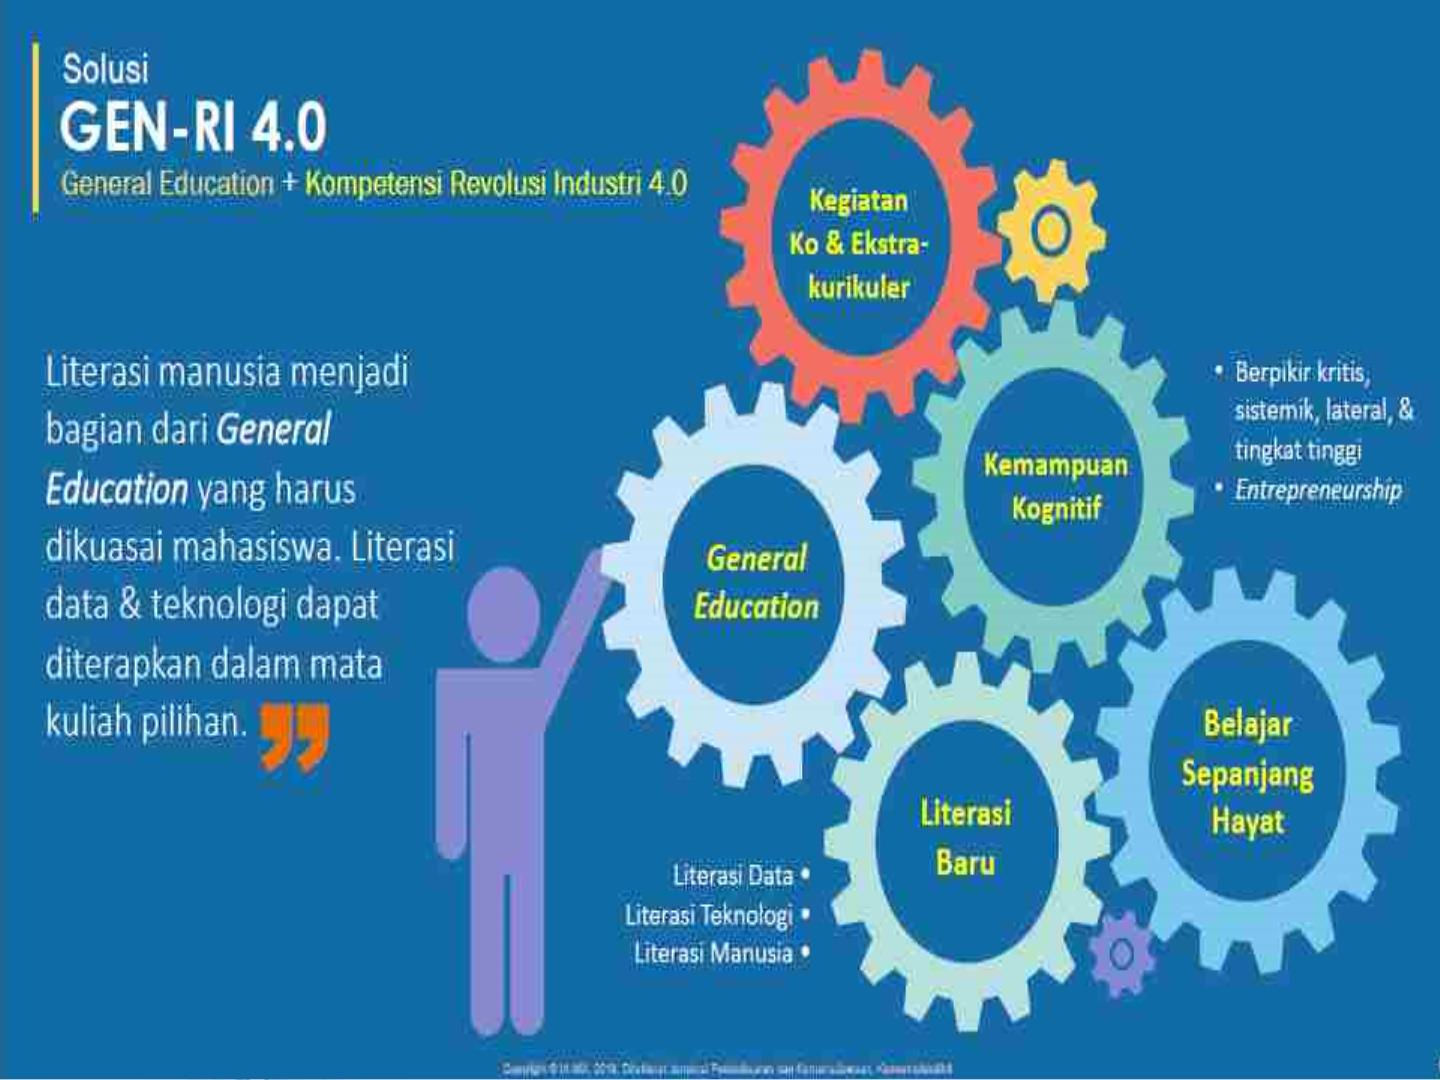 Solusi
GEN-RI 4.0
General Education + Kompetensi Revolusi Industri 4.0
Kegiatan
Ko & Ekstra-
kurikuler
Literasi manusia menjadi
bagian dari General
Education yang harus
dikuasai mahasiswa. Literasi
data & teknologi dapat
diterapkan dalam mata
kuliah pilihan.
General
Education
Kemampuan
Kognitif
• Berpikir kritis,
sistemik, lateral, &
tingkat tinggi
• Entrepreneurship
Belajar
Sepanjang
Hayat
Literasi
Baru
Literasi Data •
Literasi Teknologi •
Literasi Manusia •